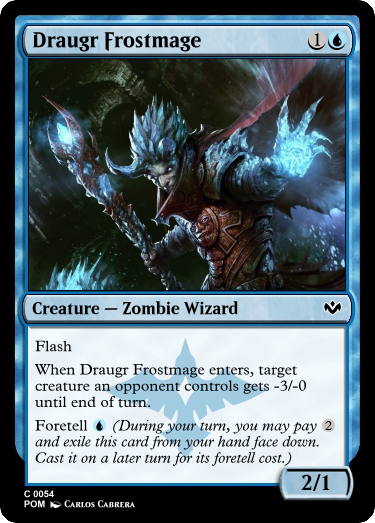 Draugr Frostmage 1
Creature — Zombie Wizard
Flash
When Draugr Frostmage enters, target
creature an opponent controls gets -3/-0
until end of turn.
Foretell (During your turn, you may pay 2
and exile this card from your hand face down.
Cast it on a later turn for its foretell cost.)
2/1
C 0054
POM Carlos Cabrera